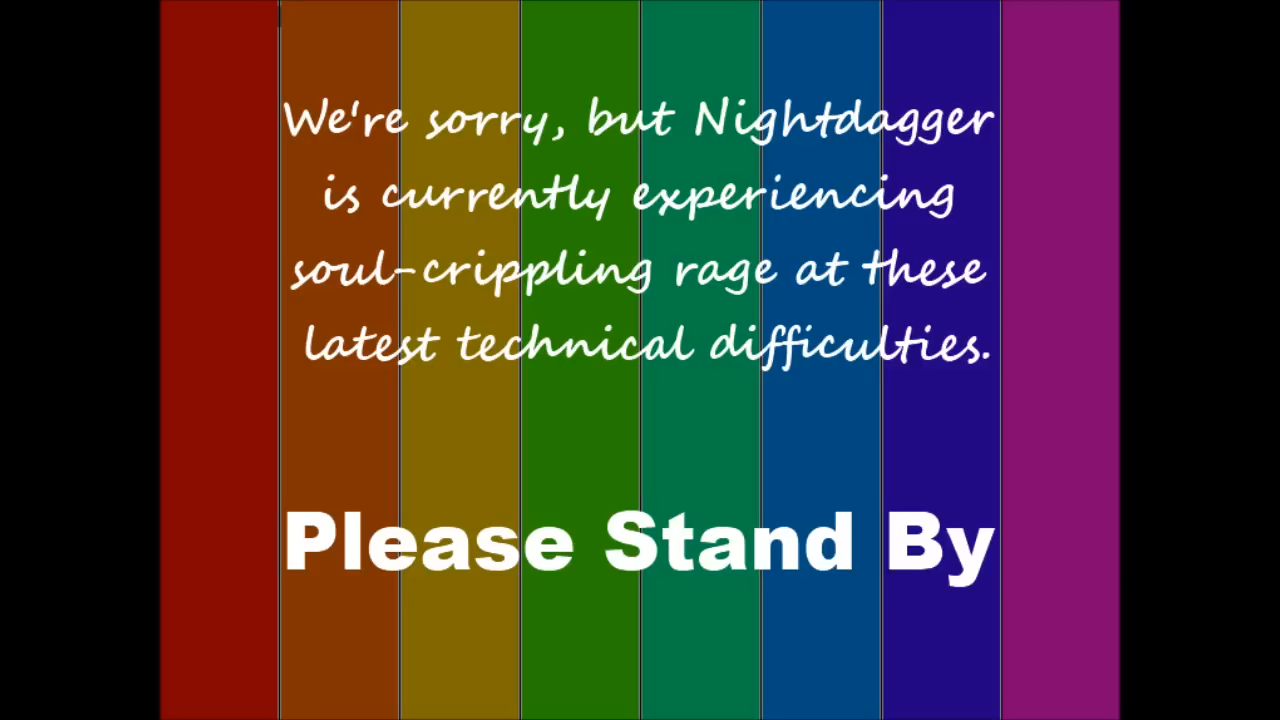 We're sorry, but Nightdagger
is currently experiencing
soul-crippling rage at these
latest technical difficulties.
Please Stand By